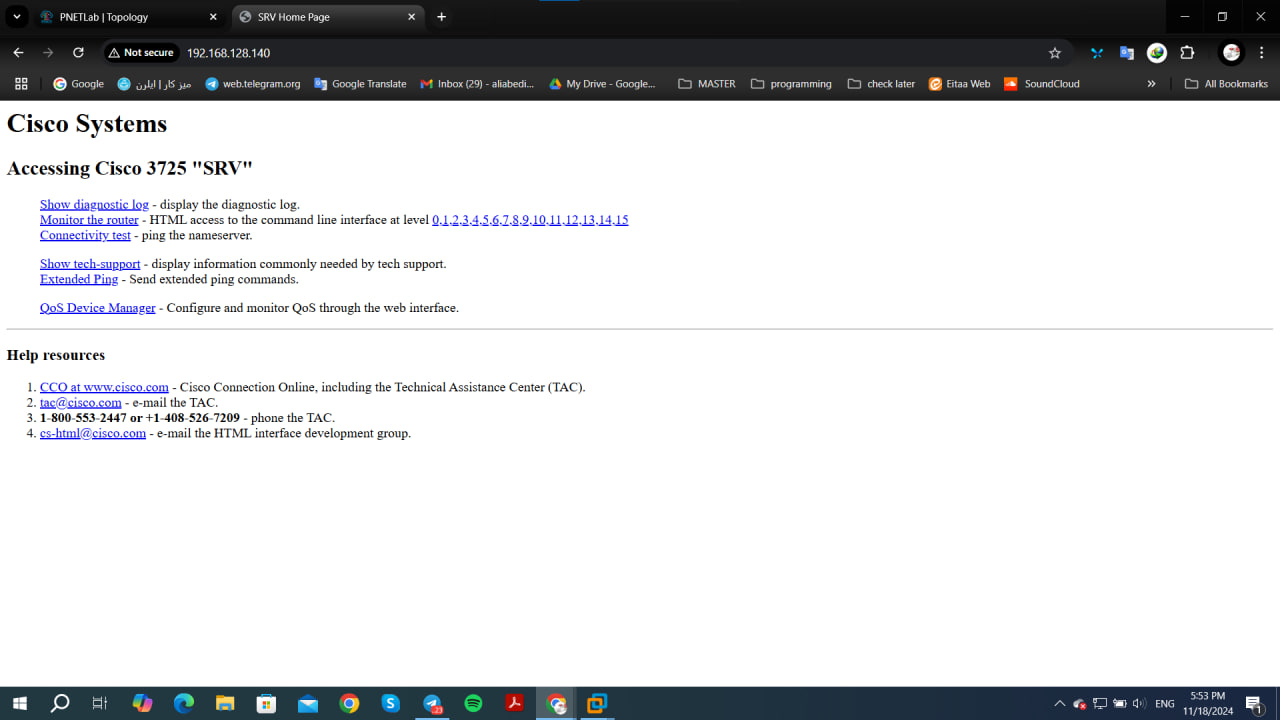 PNETLab | Topology
SRV Home Page
Not secure
192.168.128.140
Google
میز کار | ایلرن
web.telegram.org
Google Translate
Inbox (29) - aliabedi...
My Drive - Google...
MASTER
programming
check later
Eitaa Web
SoundCloud
»
All Bookmarks
Cisco Systems
Accessing Cisco 3725 "SRV"
Show diagnostic log - display the diagnostic log.
Monitor the router - HTML access to the command line interface at level 0,1,2,3,4,5,6,7,8,9,10,11,12,13,14,15
Connectivity test - ping the nameserver.
Show tech-support - display information commonly needed by tech support.
Extended Ping - Send extended ping commands.
QoS Device Manager - Configure and monitor QoS through the web interface.
Help resources
1. CCO at www.cisco.com - Cisco Connection Online, including the Technical Assistance Center (TAC).
2. tac@cisco.com - e-mail the TAC.
3. 1-800-553-2447 or +1-408-526-7209 - phone the TAC.
4. cs-html@cisco.com - e-mail the HTML interface development group.
23
ENG
5:53 PM
11/18/2024
1